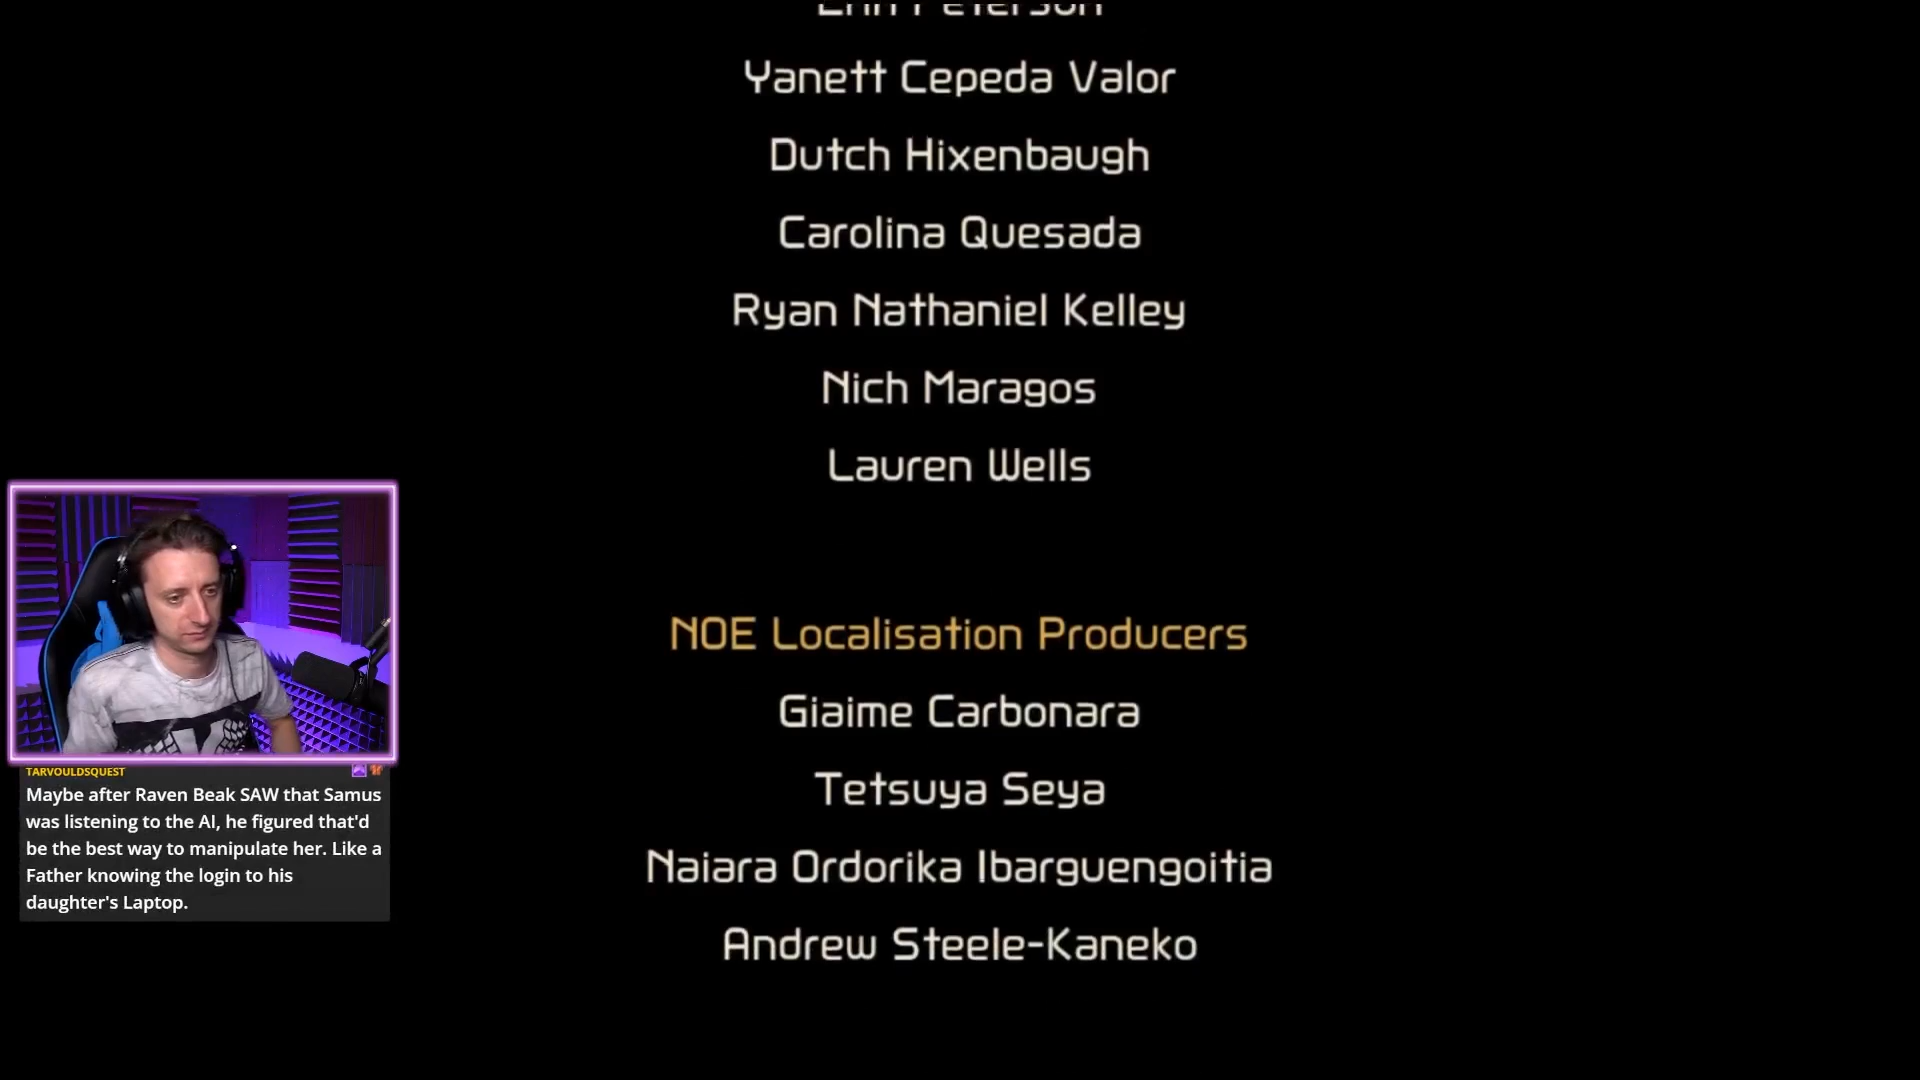 Erin Peterson
Yanett Cepeda Valor
Dutch Hixenbaugh
Carolina Quesada
Ryan Nathaniel Kelley
Nich Maragos
Lauren Wells
NOE Localisation Producers
Giaime Carbonara
Tetsuya Seya
Naiara Ordorika Ibarguengoitia
Andrew Steele-Kaneko
TARVOULDSQUEST
Maybe after Raven Beak SAW that Samus
was listening to the AI, he figured that'd
be the best way to manipulate her. Like a
Father knowing the login to his
daughter's Laptop.